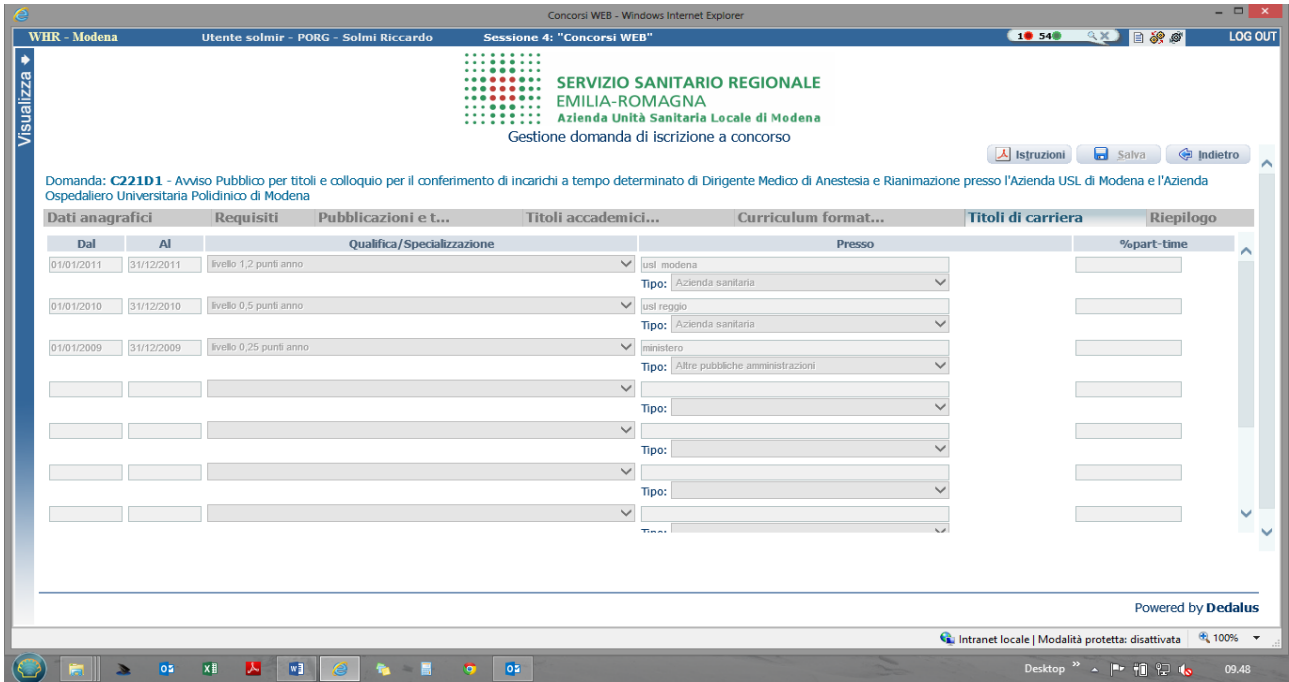 Concorsi WEB - Windows Internet Explorer
WHR - Modena Utente solmir - PORG - Solmi Riccardo Sessione 4: "Concorsi WEB" 1 54 LOG OUT
Visualizza
SERVIZIO SANITARIO REGIONALE
EMILIA-ROMAGNA
Azienda Unità Sanitaria Locale di Modena
Gestione domanda di iscrizione a concorso
Istruzioni Salva Indietro
Domanda: C221D1 - Avviso Pubblico per titoli e colloquio per il conferimento di incarichi a tempo determinato di Dirigente Medico di Anestesia e Rianimazione presso l'Azienda USL di Modena e l'Azienda
Ospedaliero Universitaria Policlinico di Modena
Dati anagrafici Requisiti Pubblicazioni e t... Titoli accademici... Curriculum format... Titoli di carriera Riepilogo
Dal Al Qualifica/Specializzazione Presso %part-time
01/01/2011 31/12/2011 livello 1,2 punti anno usl modena
Tipo: Azienda sanitaria
01/01/2010 31/12/2010 livello 0,5 punti anno usl reggio
Tipo: Azienda sanitaria
01/01/2009 31/12/2009 livello 0,25 punti anno ministero
Tipo: Altre pubbliche amministrazioni
Tipo:
Tipo:
Tipo:
Tipo:
Powered by Dedalus
Intranet locale | Modalità protetta: disattivata 100%
Desktop 09.48